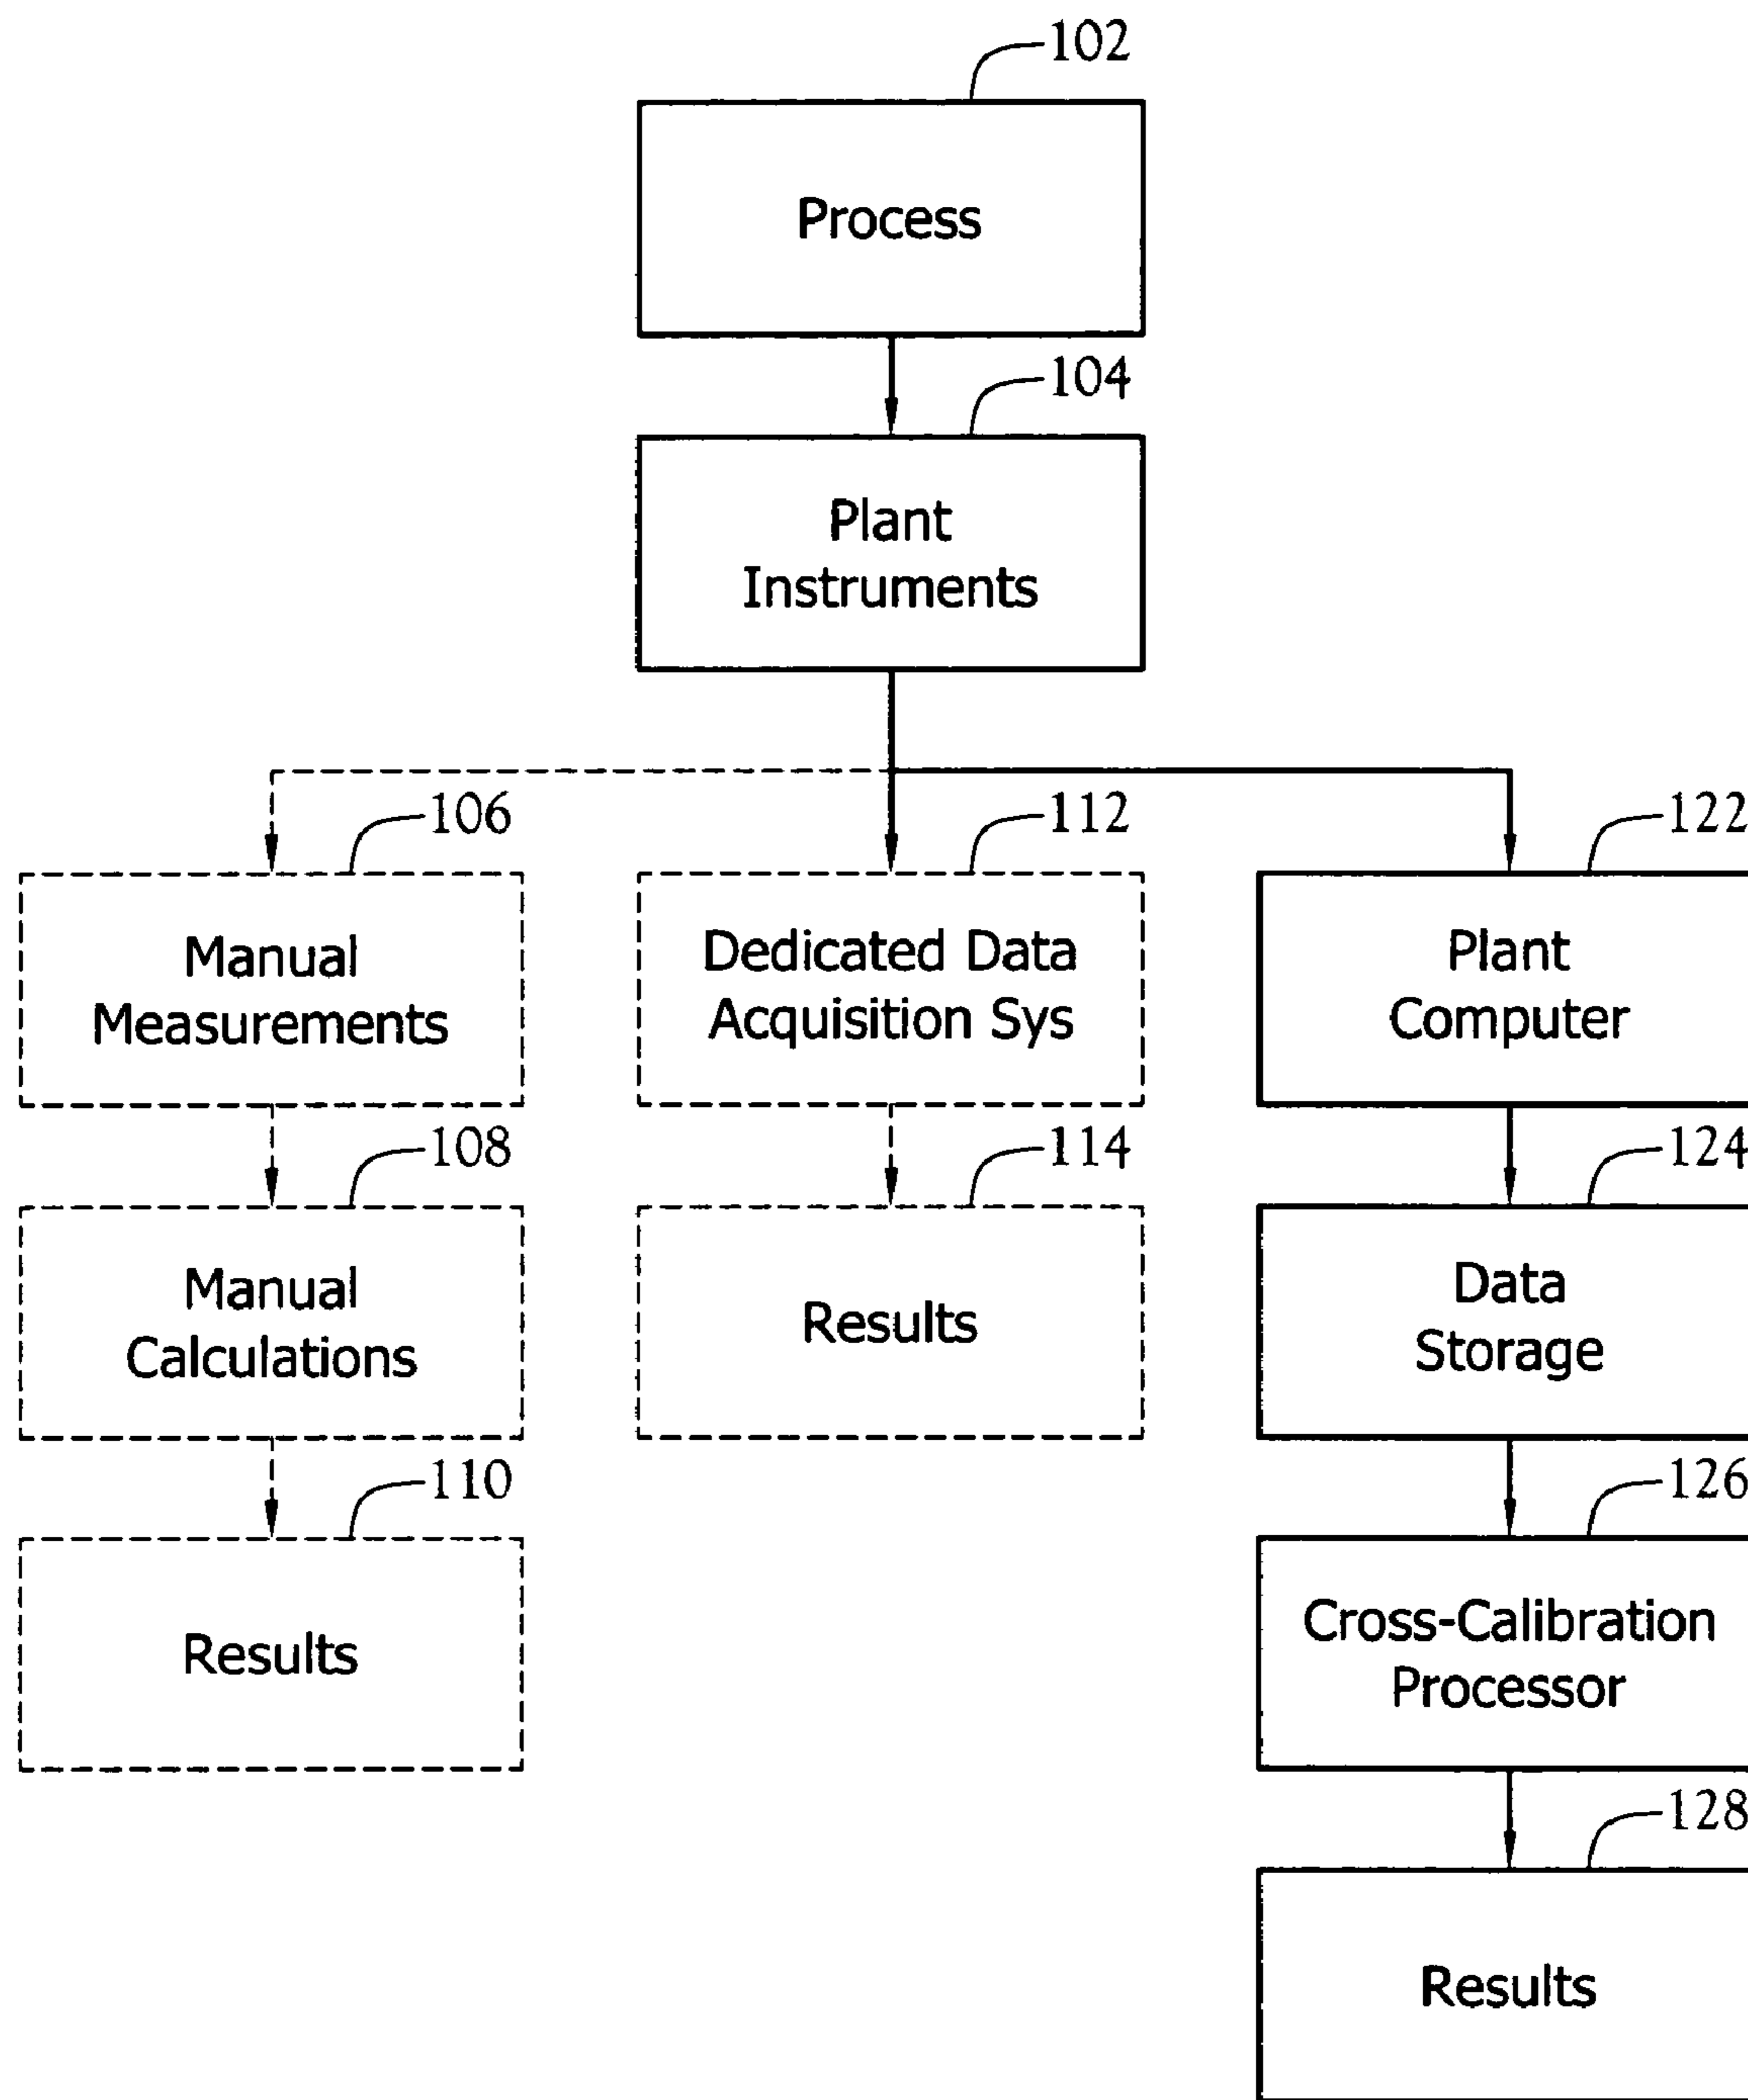 102
Process
104
Plant
Instruments
106
112
122
Manual
Measurements
Dedicated Data
Acquisition Sys
Plant
Computer
108
114
124
Manual
Calculations
Results
Data
Storage
110
126
Results
Cross-Calibration
Processor
128
Results